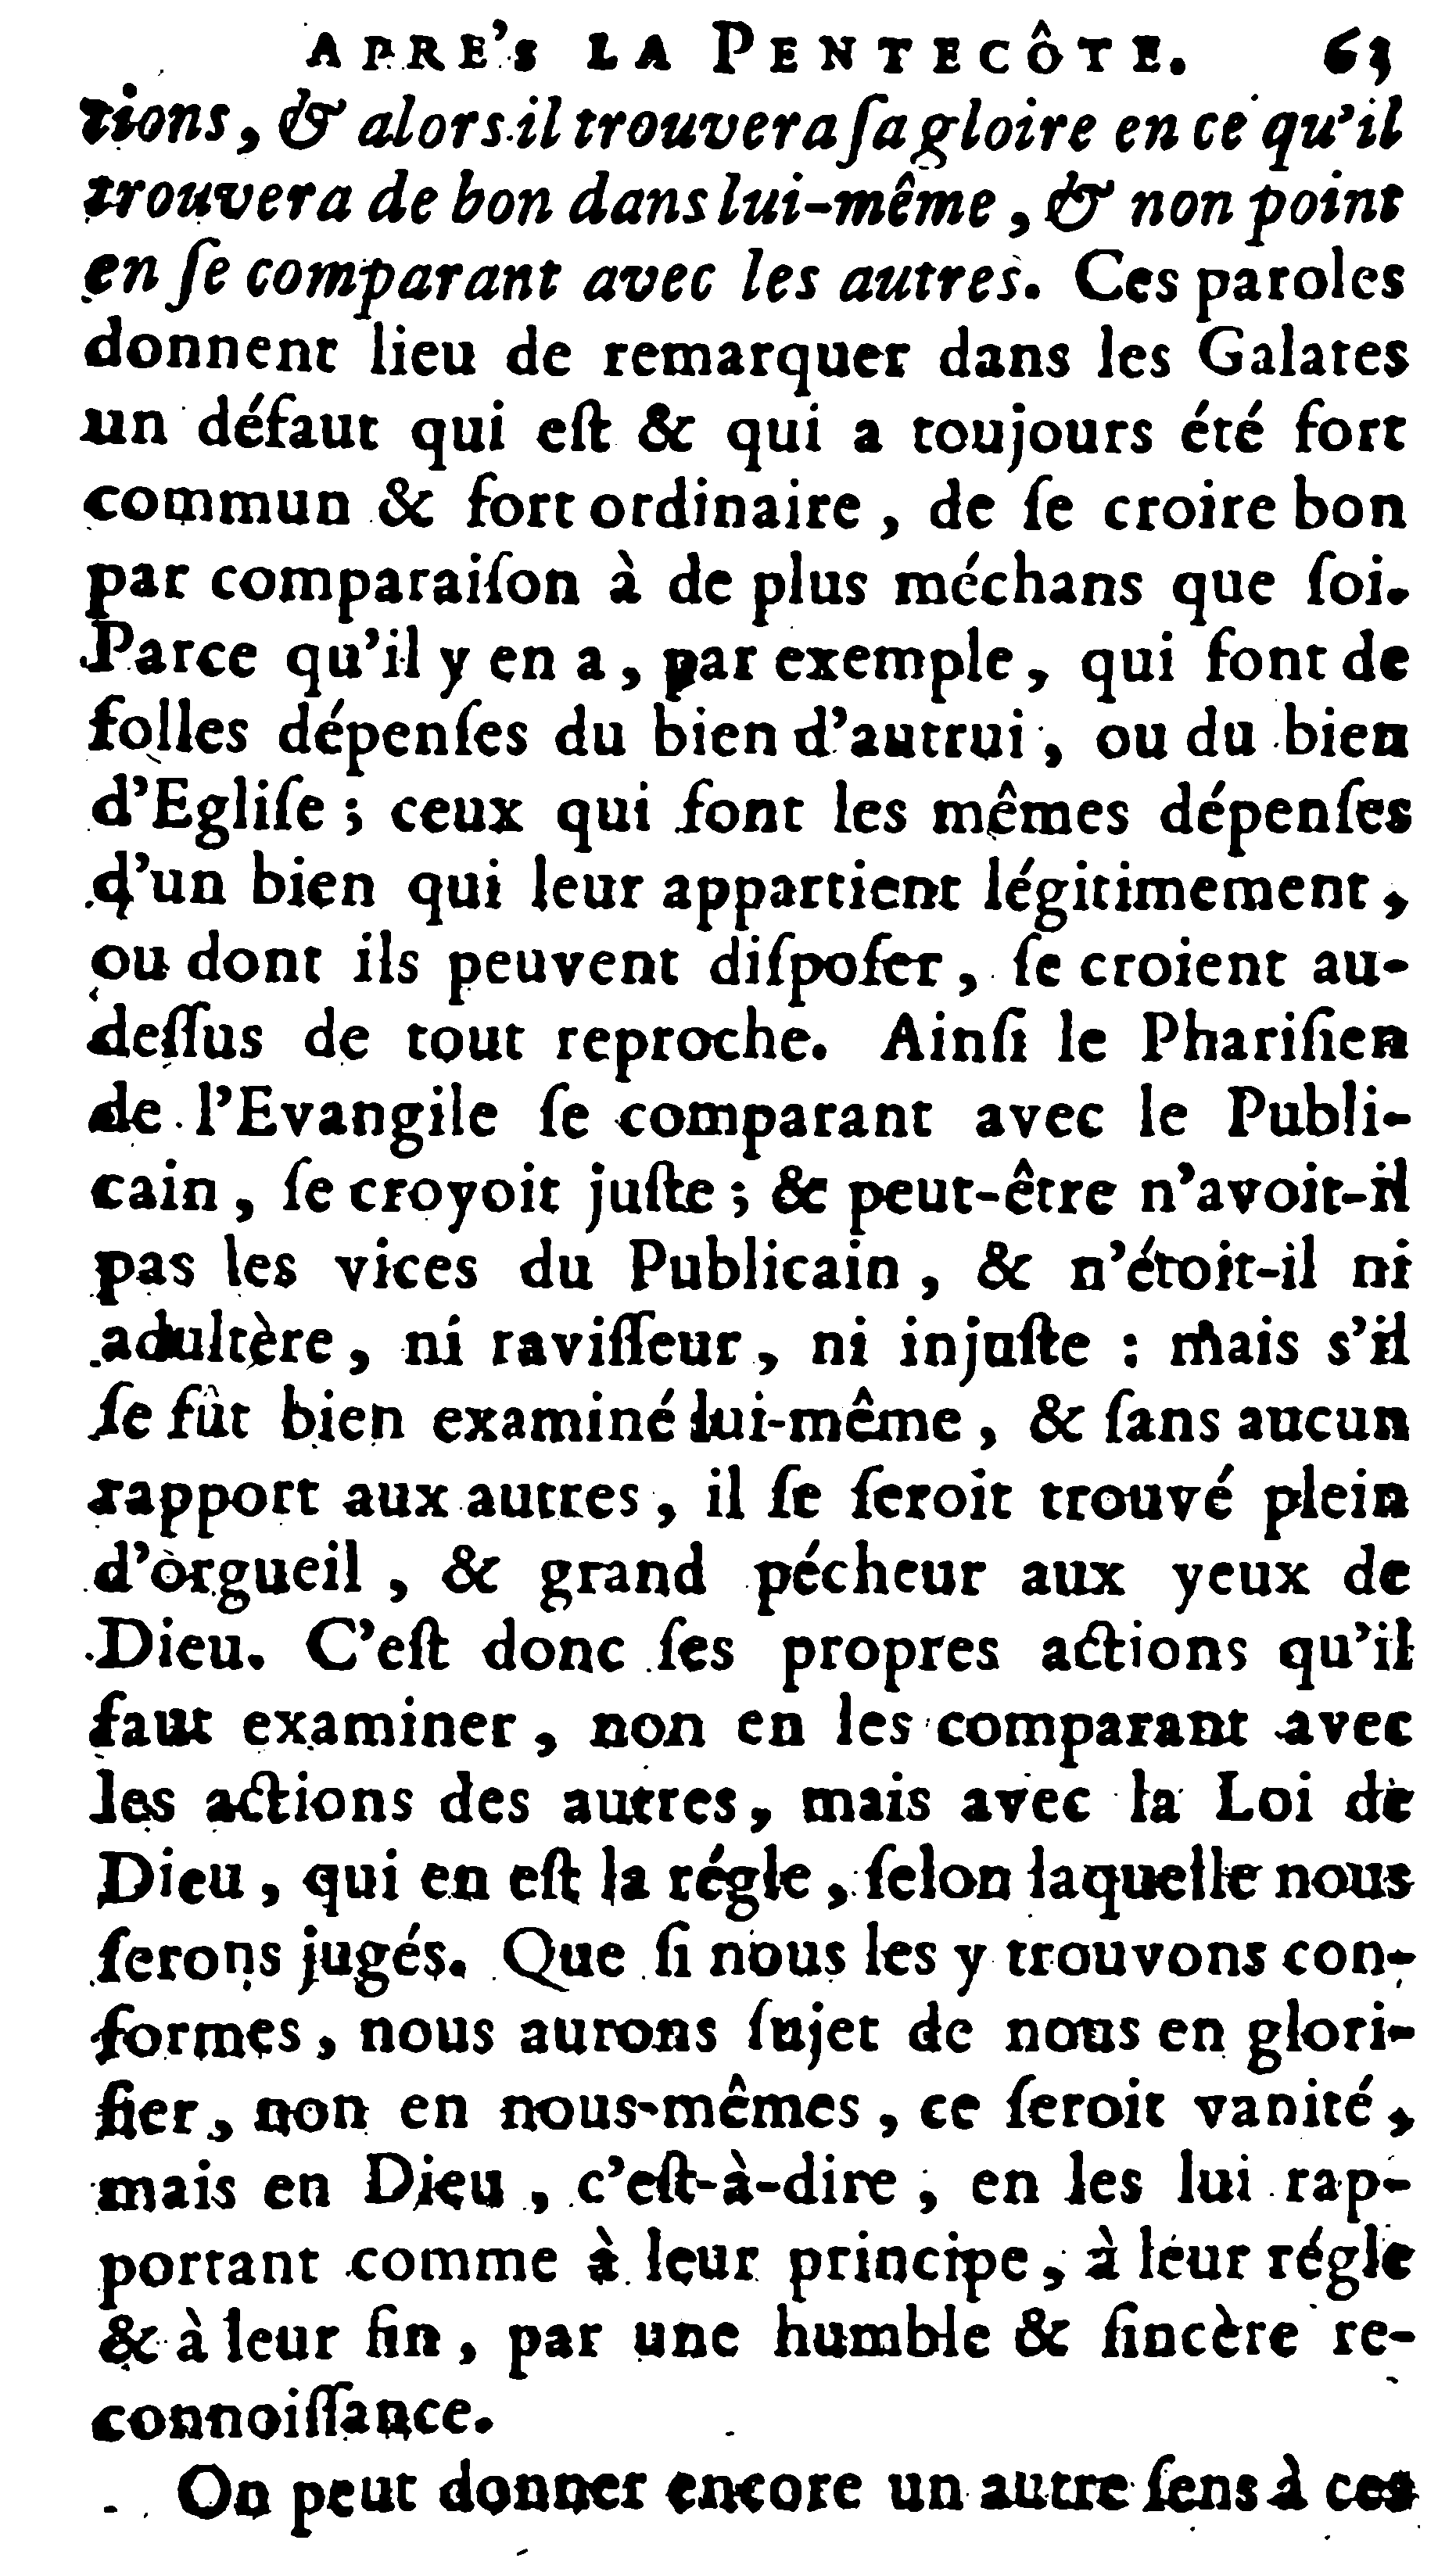 APRE'S LA PENTECÔTE. 63
tions, & alors il trouvera ſa gloire en ce qu'il
trouvera de bon dans lui-même, & non point
en ſe comparant avec les autres. Ces paroles
donnent lieu de remarquer dans les Galates
un défaut qui eſt & qui a toujours été fort
commun & fort ordinaire, de ſe croire bon
par comparaiſon à de plus méchans que ſoi.
Parce qu'il y en a, par exemple, qui font de
folles dépenſes du bien d'autrui, ou du bien
d'Egliſe; ceux qui font les mêmes dépenſes
d'un bien qui leur appartient légitimement,
ou dont ils peuvent diſpoſer, ſe croient au-
deſſus de tout reproche. Ainſi le Phariſien
de l'Evangile ſe comparant avec le Publi-
cain, ſe croyoit juſte; & peut-être n'avoit-il
pas les vices du Publicain, & n'étoit-il ni
adultère, ni raviſſeur, ni injuſte : mais s'il
ſe fût bien examiné lui-même, & ſans aucun
rapport aux autres, il ſe ſeroit trouvé plein
d'orgueil, & grand pécheur aux yeux de
Dieu. C'eſt donc ſes propres actions qu'il
faut examiner, non en les comparant avec
les actions des autres, mais avec la Loi de
Dieu, qui en eſt la régle, ſelon laquelle nous
ſerons jugés. Que ſi nous les y trouvons con-
formes, nous aurons ſujet de nous en glori-
fier, non en nous-mêmes, ce ſeroit vanité,
mais en Dieu, c'eſt-à-dire, en les lui rap-
portant comme à leur principe, à leur régle
& à leur fin, par une humble & ſincère re-
connoiſſance.
On peut donner encore un autre ſens à ces